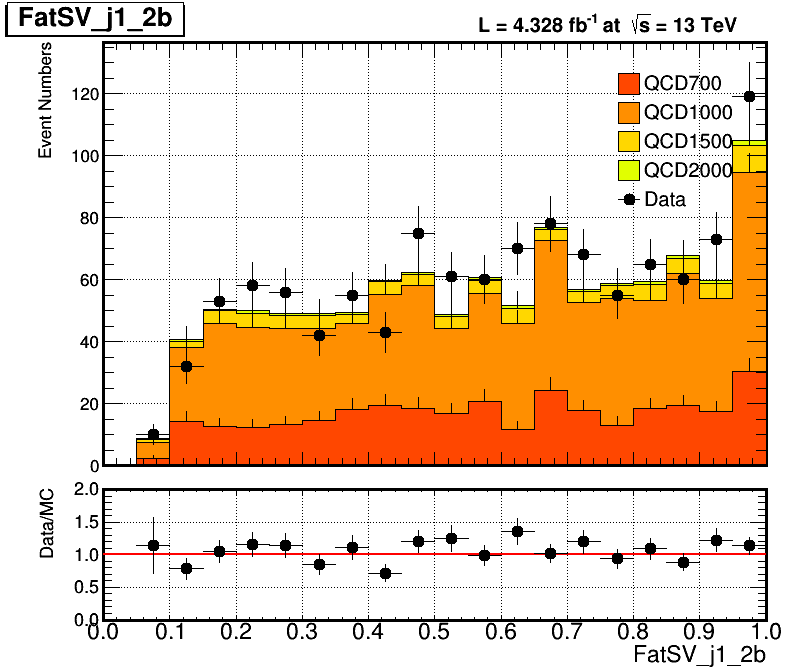 FatSV_j1_2b
L = 4.328 fb⁻¹ at √s = 13 TeV
Event Numbers
120
100
80
60
40
20
0
QCD700
QCD1000
QCD1500
QCD2000
Data
Data/MC
2.0
1.5
1.0
0.5
0.0
0.0 0.1 0.2 0.3 0.4 0.5 0.6 0.7 0.8 0.9 1.0
FatSV_j1_2b